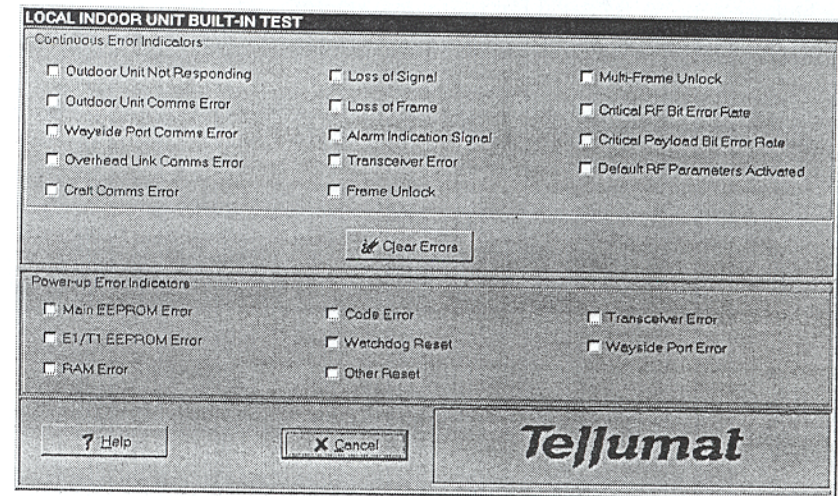 LOCAL INDOOR UNIT BUILT-IN TEST
Continuous Error Indicators
Outdoor Unit Not Responding
Outdoor Unit Comms Error
Wayside Port Comms Error
Overhead Link Comms Error
Craft Comms Error
Loss of Signal
Loss of Frame
Alarm Indication Signal
Transceiver Error
Frame Unlock
Multi-Frame Unlock
Critical RF Bit Error Rate
Critical Payload Bit Error Rate
Default RF Parameters Activated
Clear Errors
Power-up Error Indicators
Main EEPROM Error
E1/T1 EEPROM Error
RAM Error
Code Error
Watchdog Reset
Other Reset
Transceiver Error
Wayside Port Error
? Help
X Cancel
Tellumat